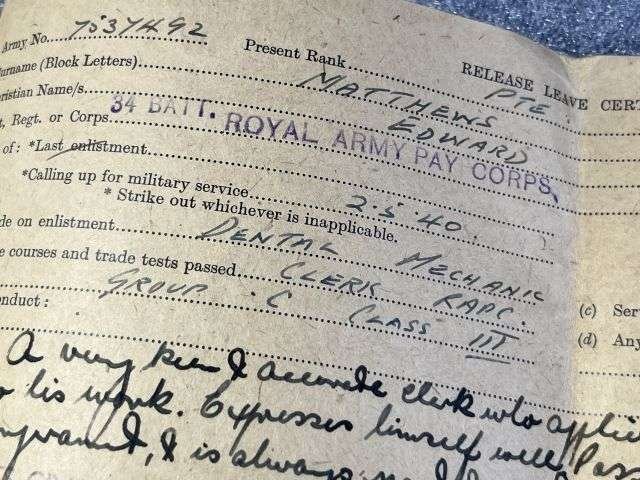 Army No. 7537492 Present Rank PTE. RELEASE LEAVE CERT
urname (Block Letters) MATTHEWS
ristian Name/s EDWARD
t, Regt. or Corps 34 BATT. ROYAL ARMY PAY CORPS,
of: *Last enlistment
*Calling up for military service 2.5.40.
* Strike out whichever is inapplicable.
de on enlistment DENTAL MECHANIC
e courses and trade tests passed CLERK RAPC.
GROUP C CLASS III
nduct:
(c) Ser
(d) Any
A very keen & accurate clerk who applie
his work. Expresses himself well, Poss
& is always